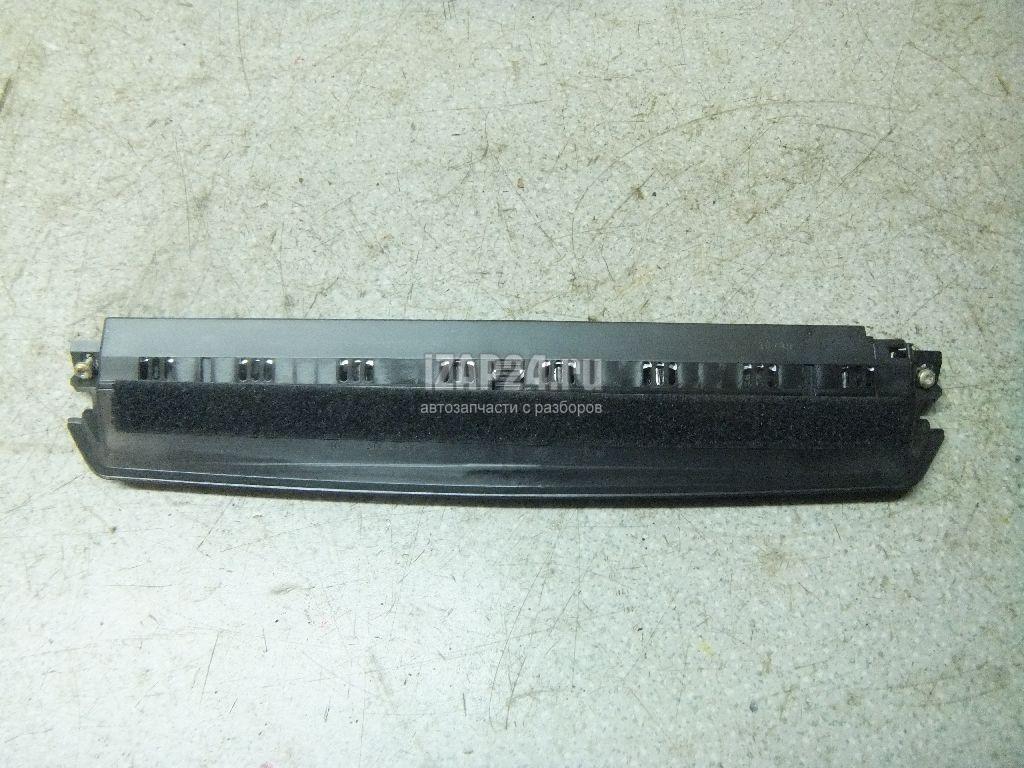 iZAP24.ru
автозапчасти с разборов